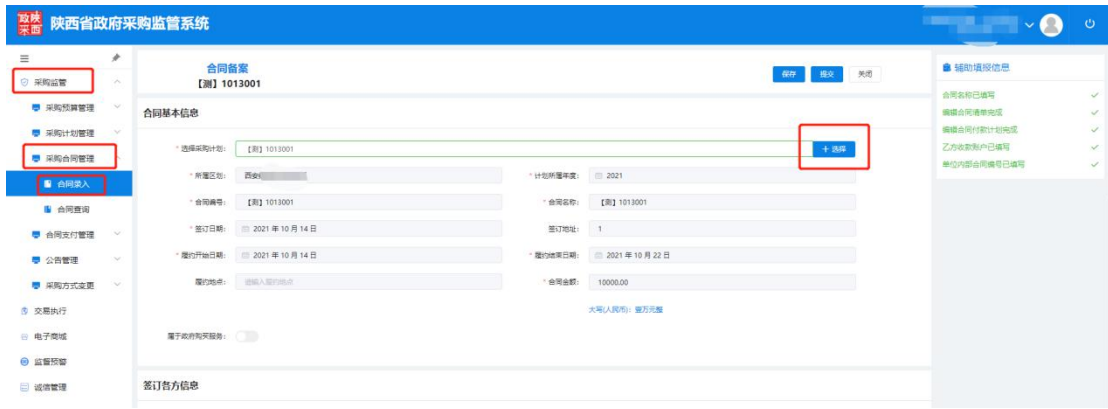 政陕
采西
陕西省政府采购监管系统
采购监管
采购预算管理
采购计划管理
采购合同管理
合同录入
合同查询
合同支付管理
公告管理
采购方式变更
交易执行
电子商城
监督预警
诚信管理
合同备案
【测】1013001
保存 提交 关闭
合同基本信息
* 选择采购计划: 【测】1013001 + 选择
* 所属区划: 西安 * 计划所属年度: 2021
* 合同编号: 【测】1013001 * 合同名称: 【测】1013001
* 签订日期: 2021 年 10 月 14 日 签订地址: 1
* 履约开始日期: 2021 年 10 月 14 日 * 履约结束日期: 2021 年 10 月 22 日
履约地点: 请输入履约地点 * 合同金额: 10000.00
大写(人民币): 壹万元整
属于政府购买服务:
签订各方信息
辅助填报信息
合同名称已填写
编辑合同清单完成
编辑合同付款计划完成
乙方收款账户已填写
单位内部合同编号已填写